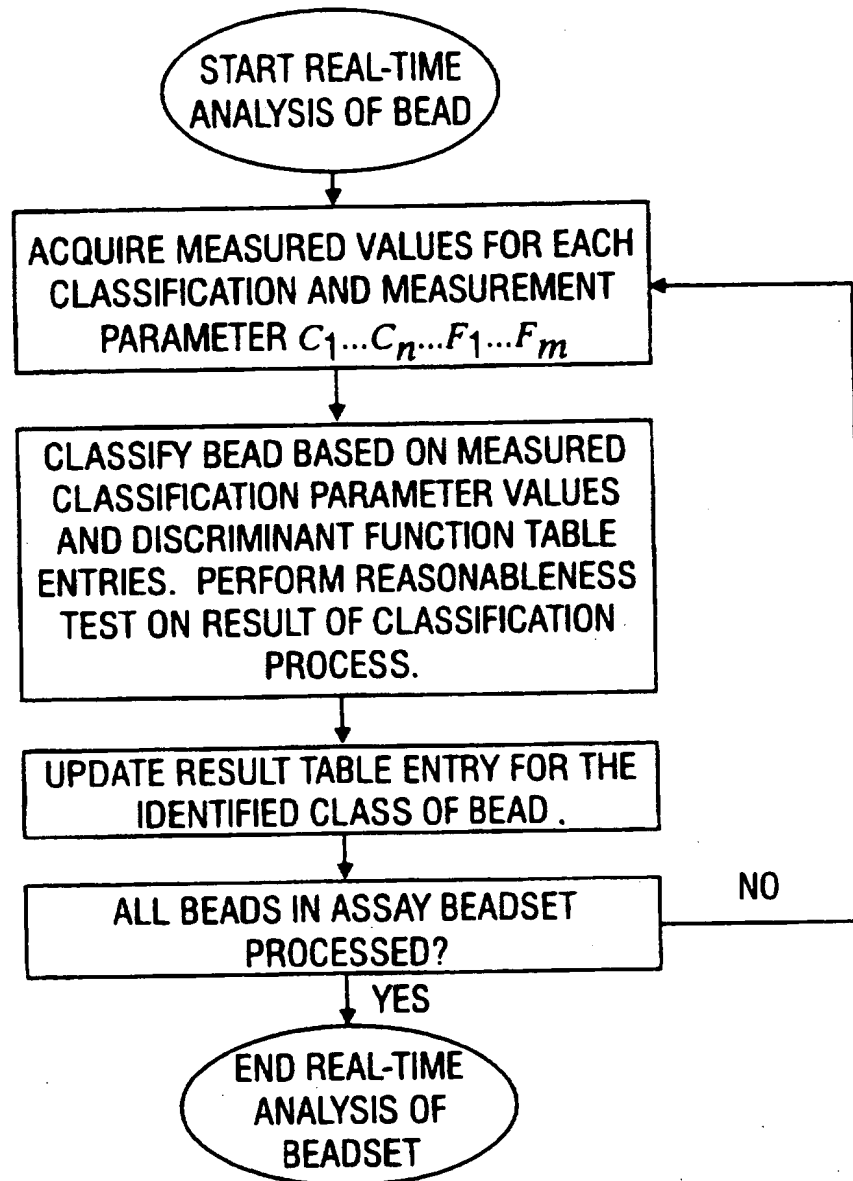 START REAL-TIME
ANALYSIS OF BEAD
ACQUIRE MEASURED VALUES FOR EACH
CLASSIFICATION AND MEASUREMENT
PARAMETER C1...Cn...F1...Fm
CLASSIFY BEAD BASED ON MEASURED
CLASSIFICATION PARAMETER VALUES
AND DISCRIMINANT FUNCTION TABLE
ENTRIES. PERFORM REASONABLENESS
TEST ON RESULT OF CLASSIFICATION
PROCESS.
UPDATE RESULT TABLE ENTRY FOR THE
IDENTIFIED CLASS OF BEAD .
ALL BEADS IN ASSAY BEADSET
PROCESSED?
NO
YES
END REAL-TIME
ANALYSIS OF
BEADSET